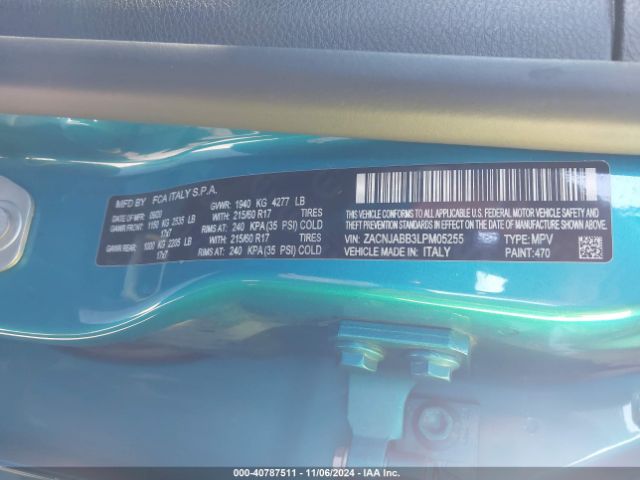 MFD BY FCA ITALY S.P.A.
DATE OF MFR GVWR: 1940 KG 4277 LB
GAWR FRONT: 1150 KG 2535 LB WITH: 215/60 R17 TIRES
17x7 RIMS AT: 240 KPA (35 PSI) COLD
GAWR REAR: 1000 KG 2205 LB WITH: 215/60 R17 TIRES
17x7 RIMS AT: 240 KPA (35 PSI) COLD
THIS VEHICLE CONFORMS TO ALL APPLICABLE U.S. FEDERAL MOTOR VEHICLE SAFETY, BUMPER, AND
THEFT PREVENTION STANDARDS IN EFFECT ON THE DATE OF MANUFACTURE SHOWN ABOVE.
VIN: ZACNJABB3LPM05255 TYPE: MPV
VEHICLE MADE IN: ITALY PAINT: 470
000-40787511 - 11/06/2024 - IAA Inc.